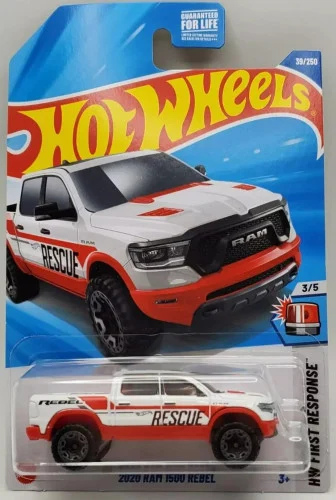 GUARANTEED
FOR LIFE
39/250
HOT WHEELS
RAM
RESCUE
3/5
HW FIRST RESPONSE
REBEL
RESCUE
2020 RAM 1500 REBEL
3+